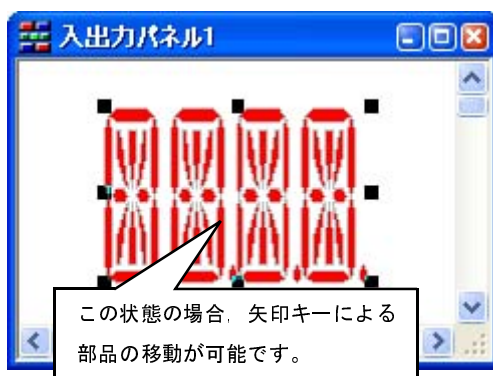 入出力パネル1
この状態の場合，矢印キーによる
部品の移動が可能です。